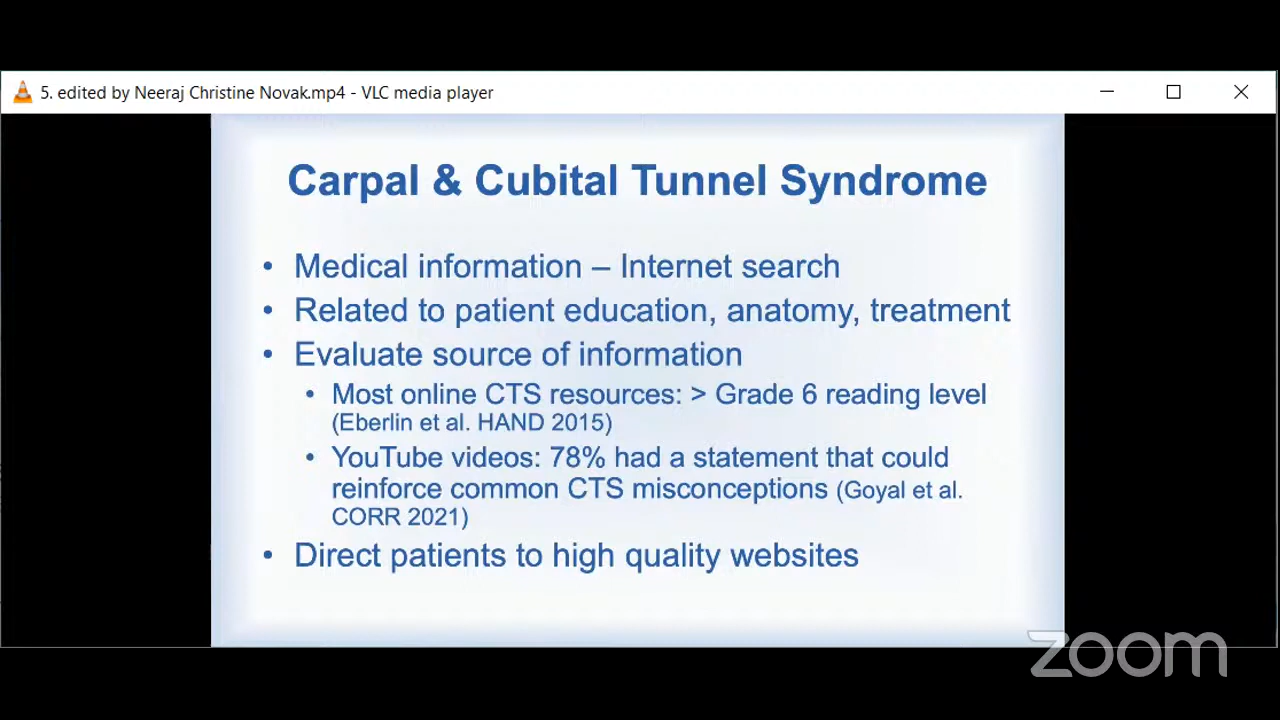 5. edited by Neeraj Christine Novak.mp4 - VLC media player
Carpal & Cubital Tunnel Syndrome
• Medical information – Internet search
• Related to patient education, anatomy, treatment
• Evaluate source of information
• Most online CTS resources: > Grade 6 reading level
(Eberlin et al. HAND 2015)
• YouTube videos: 78% had a statement that could
reinforce common CTS misconceptions (Goyal et al.
CORR 2021)
• Direct patients to high quality websites
zoom